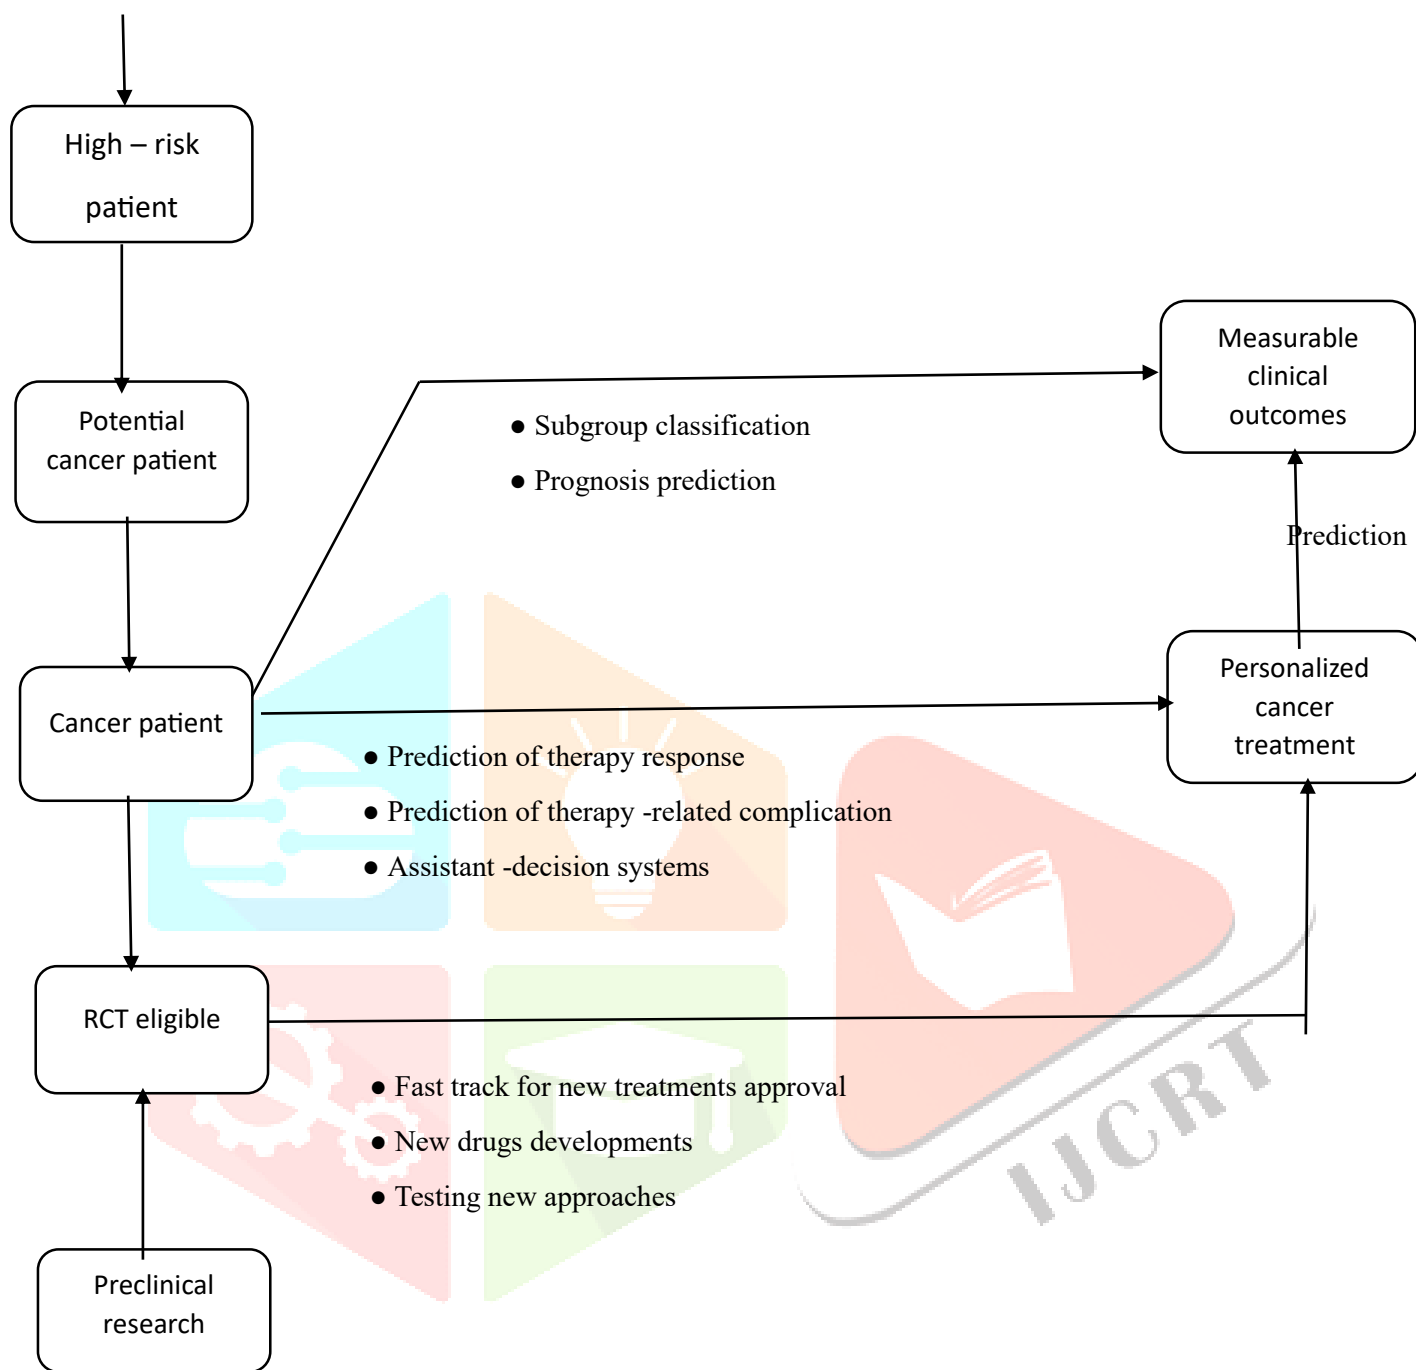 High – risk
patient
Measurable
clinical
outcomes
Potential
cancer patient
● Subgroup classification
● Prognosis prediction
Prediction
Cancer patient
Personalized
cancer
treatment
● Prediction of therapy response
● Prediction of therapy -related complication
● Assistant -decision systems
RCT eligible
● Fast track for new treatments approval
● New drugs developments
● Testing new approaches
IJCRT
Preclinical
research